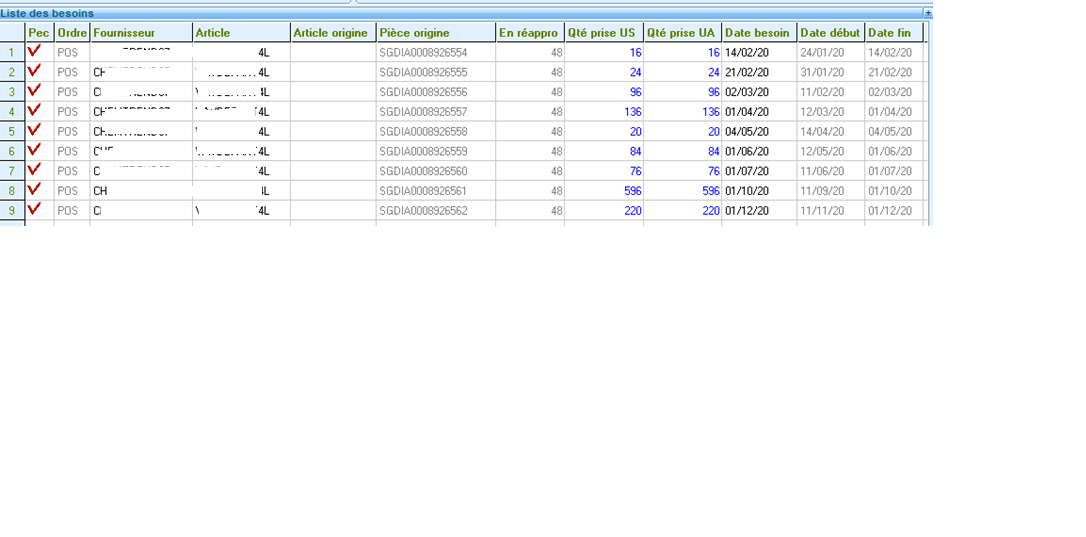 Liste des besoins
Pec Ordre Fournisseur Article Article origine Pièce origine En réappro Qté prise US Qté prise UA Date besoin Date début Date fin
1 POS 4L SGDIA0008926554 48 16 16 14/02/20 24/01/20 14/02/20
2 POS CH 4L SGDIA0008926555 48 24 24 21/02/20 31/01/20 21/02/20
3 POS 4L SGDIA0008926556 48 96 96 02/03/20 11/02/20 02/03/20
4 POS 4L SGDIA0008926557 48 136 136 01/04/20 12/03/20 01/04/20
5 POS 4L SGDIA0008926558 48 20 20 04/05/20 14/04/20 04/05/20
6 POS 4L SGDIA0008926559 48 84 84 01/06/20 12/05/20 01/06/20
7 POS C 4L SGDIA0008926560 48 76 76 01/07/20 11/06/20 01/07/20
8 POS CH SGDIA0008926561 48 596 596 01/10/20 11/09/20 01/10/20
9 POS 4L SGDIA0008926562 48 220 220 01/12/20 11/11/20 01/12/20